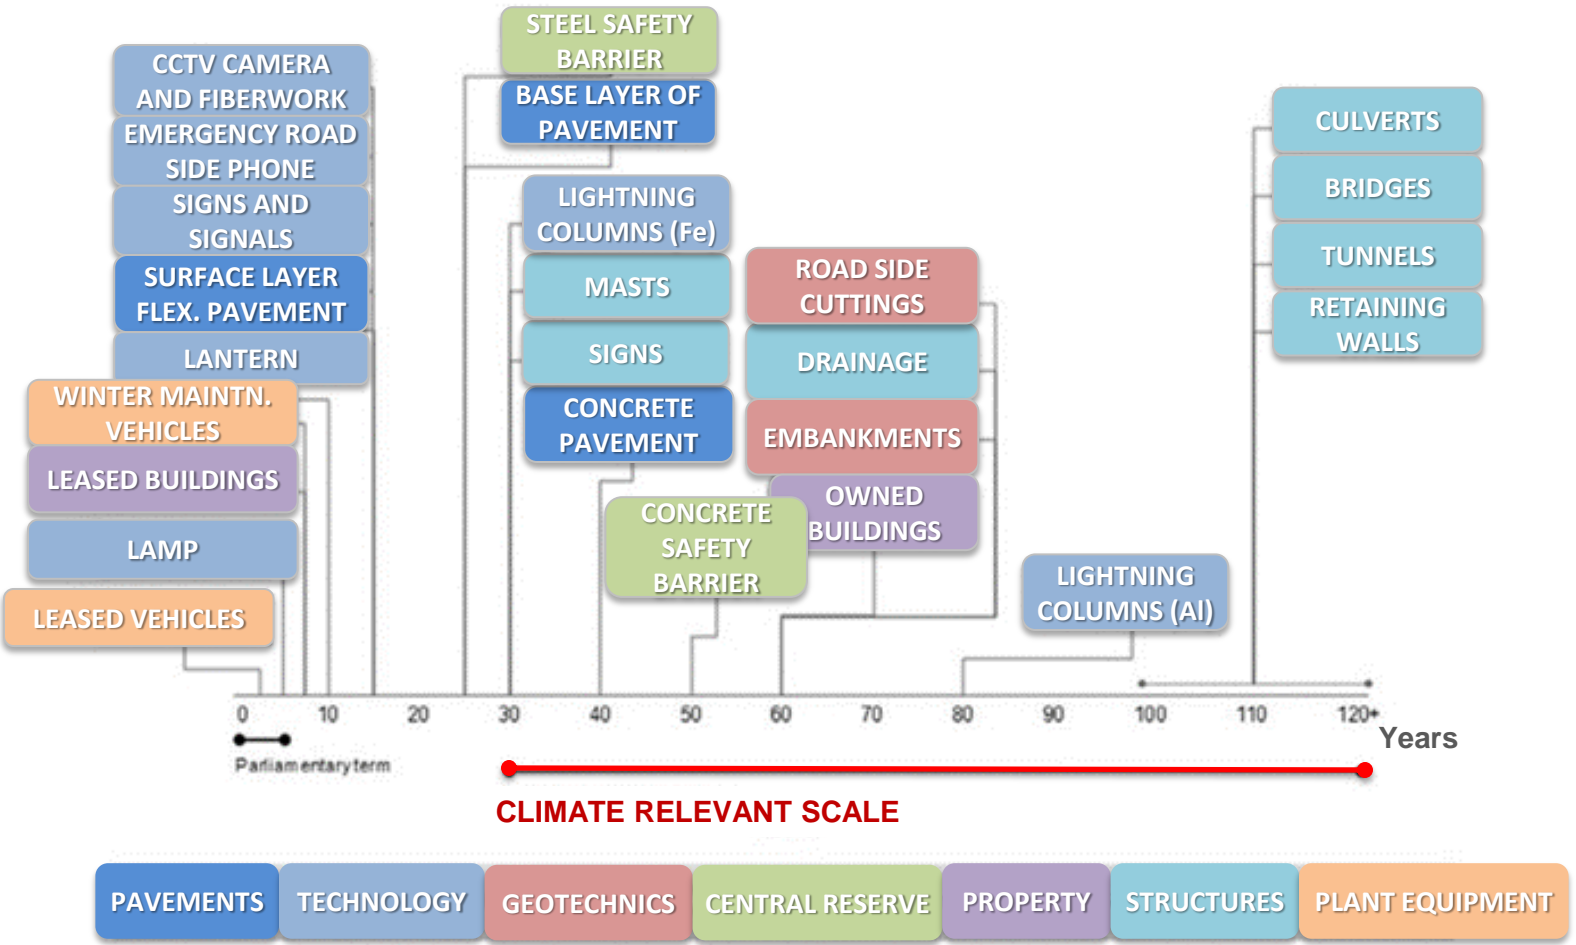 CCTV CAMERA
AND FIBERWORK
EMERGENCY ROAD
SIDE PHONE
SIGNS AND
SIGNALS
SURFACE LAYER
FLEX. PAVEMENT
LANTERN
WINTER MAINTN.
VEHICLES
LEASED BUILDINGS
LAMP
LEASED VEHICLES
STEEL SAFETY
BARRIER
BASE LAYER OF
PAVEMENT
LIGHTNING
COLUMNS (Fe)
MASTS
SIGNS
CONCRETE
PAVEMENT
CONCRETE
SAFETY
BARRIER
ROAD SIDE
CUTTINGS
DRAINAGE
EMBANKMENTS
OWNED
BUILDINGS
LIGHTNING
COLUMNS (Al)
CULVERTS
BRIDGES
TUNNELS
RETAINING
WALLS
0 10 20 30 40 50 60 70 80 90 100 110 120+
Years
Parliamentary term
CLIMATE RELEVANT SCALE
PAVEMENTS
TECHNOLOGY
GEOTECHNICS
CENTRAL RESERVE
PROPERTY
STRUCTURES
PLANT EQUIPMENT